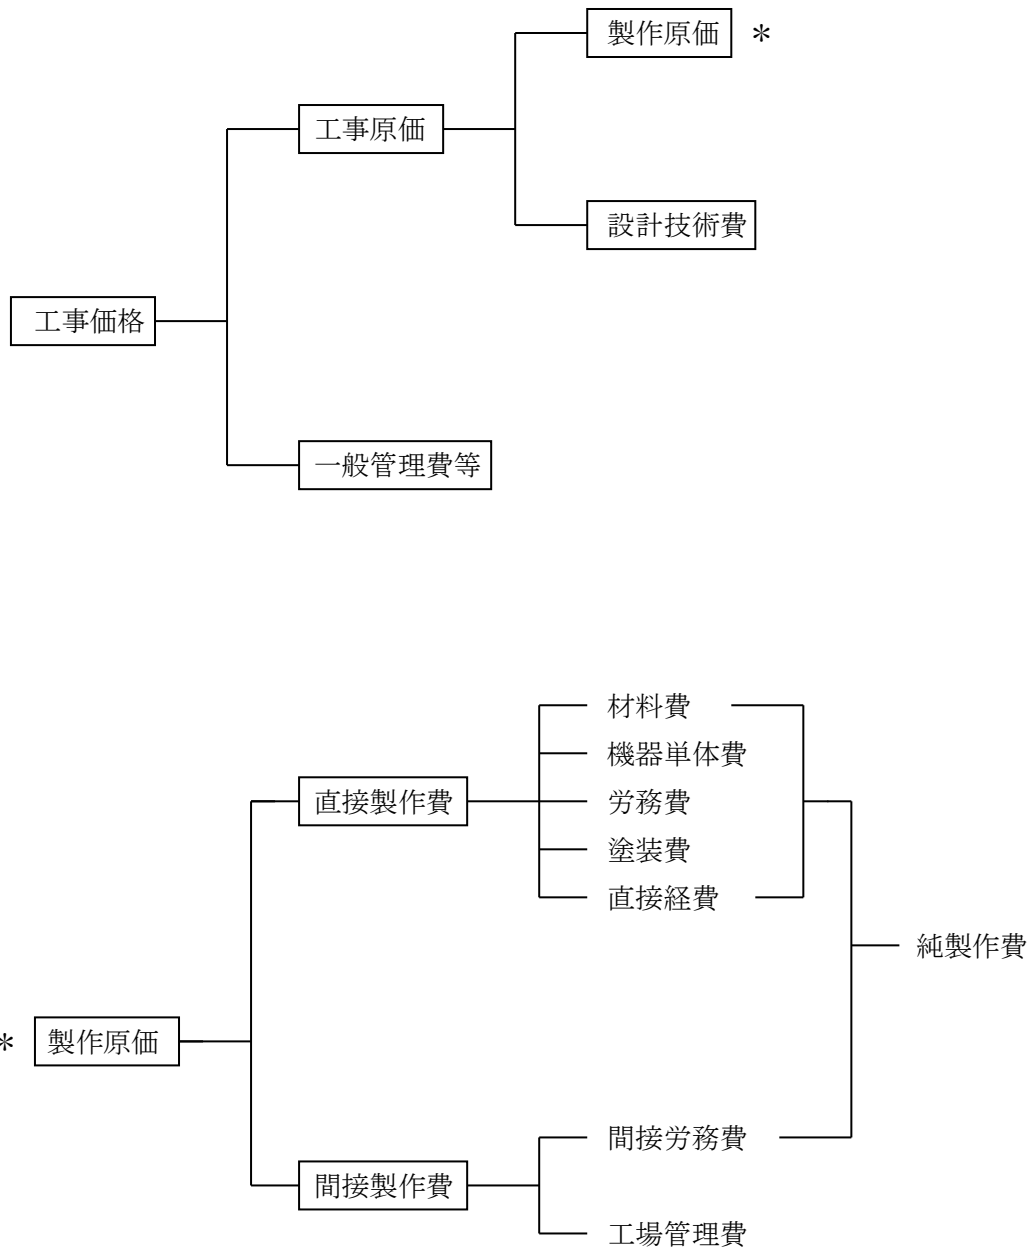 製作原価 *
工事原価
設計技術費
工事価格
一般管理費等
材料費
機器単体費
直接製作費
労務費
塗装費
直接経費
純製作費
* 製作原価
間接労務費
間接製作費
工場管理費